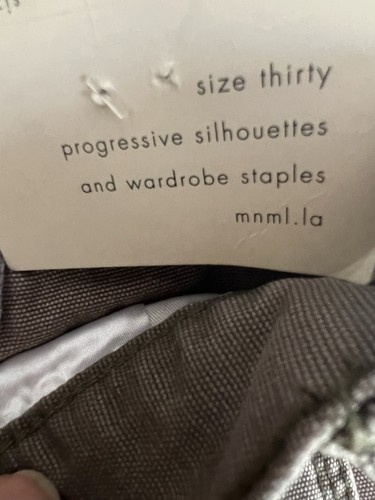 size thirty
progressive silhouettes
and wardrobe staples
mnml.la